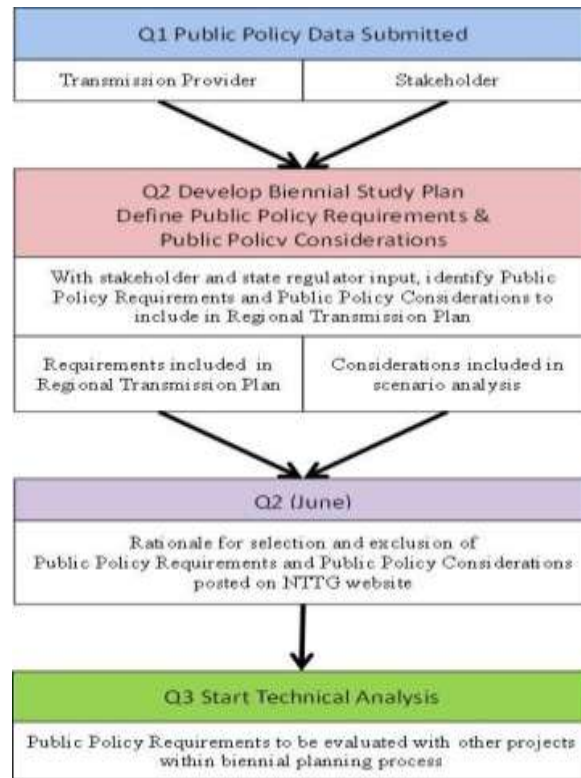 Q1 Public Policy Data Submitted
Transmission Provider
Stakeholder
Q2 Develop Biennial Study Plan
Define Public Policy Requirements &
Public Policy Considerations
With stakeholder and state regulator input, identify Public
Policy Requirements and Public Policy Considerations to
include in Regional Transmission Plan
Requirements included in
Regional Transmission Plan
Considerations included in
scenario analysis
Q2 (June)
Rationale for selection and exclusion of
Public Policy Requirements and Public Policy Considerations
posted on NTTG website
Q3 Start Technical Analysis
Public Policy Requirements to be evaluated with other projects
within biennial planning process